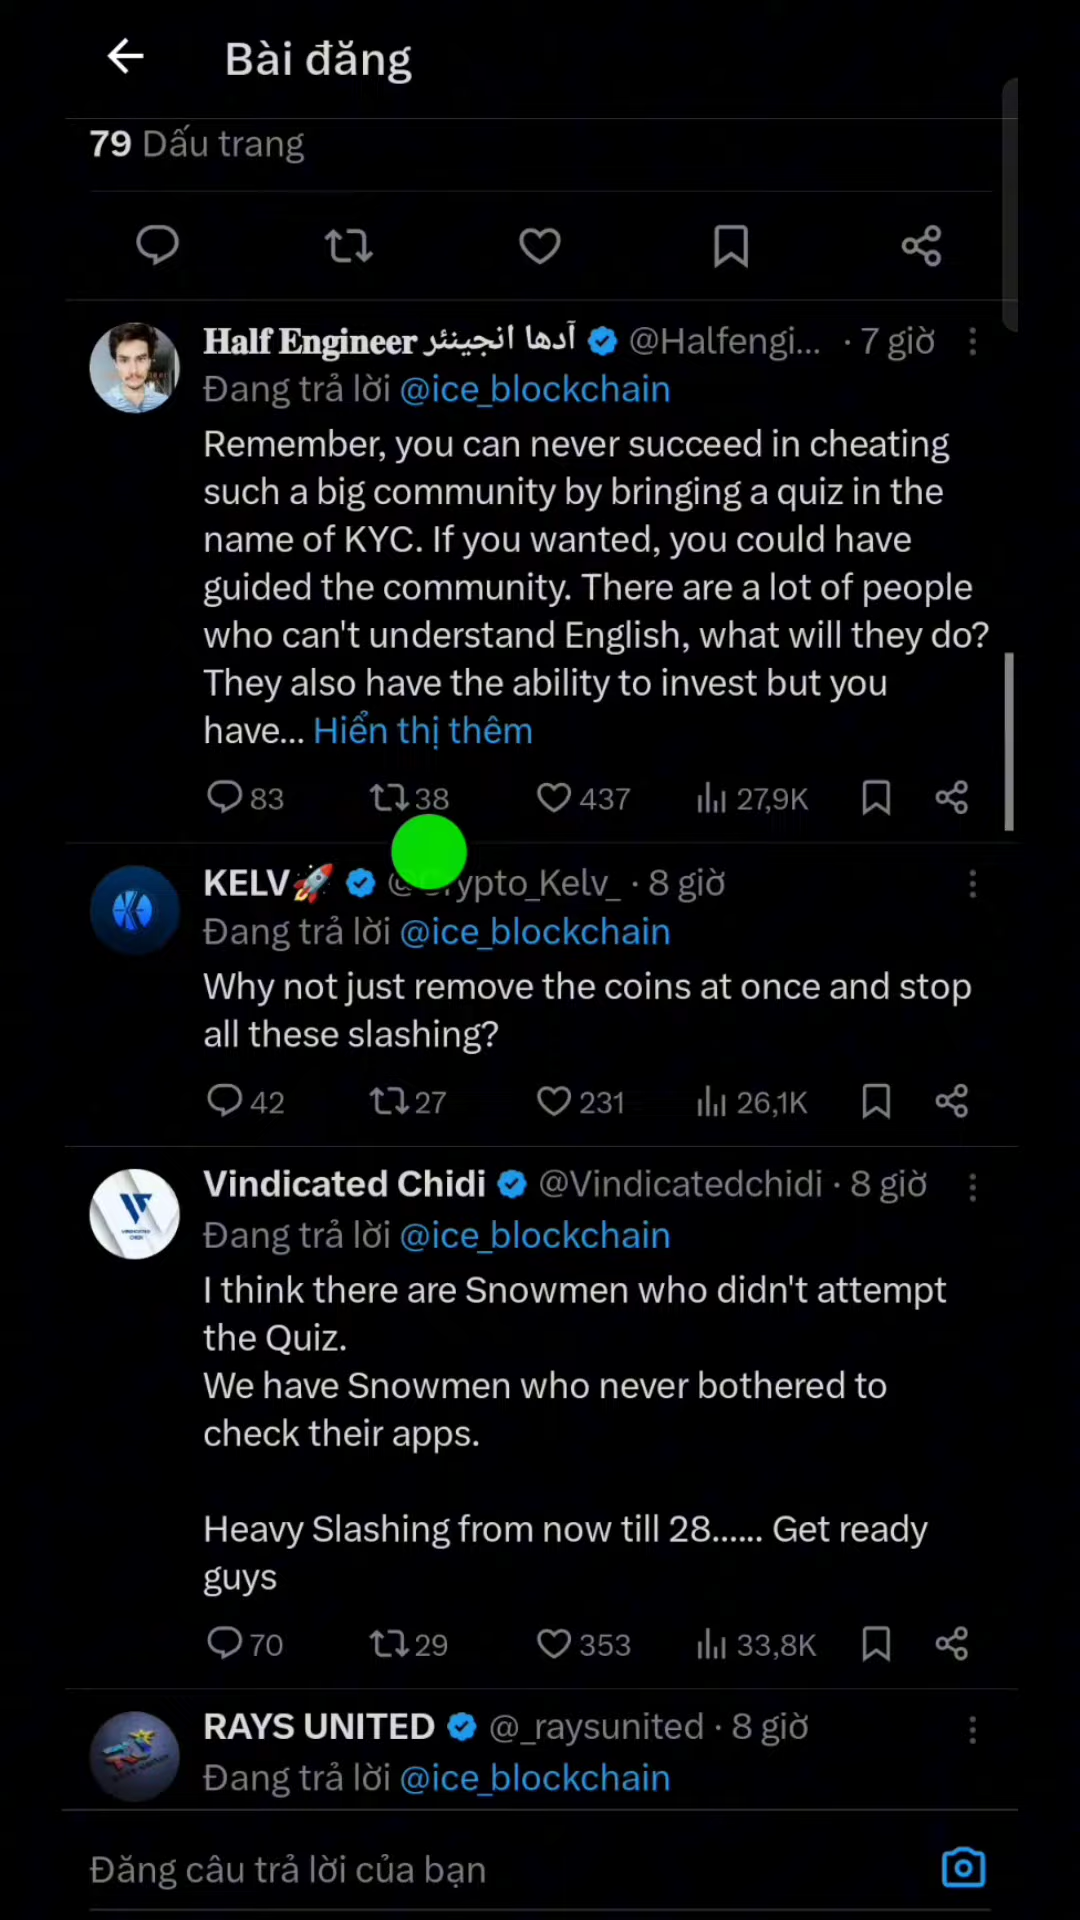 Bài đăng
79 Dấu trang
Half Engineer آدها انجينئر @Halfengi... · 7 giờ
Đang trả lời @ice_blockchain
Remember, you can never succeed in cheating
such a big community by bringing a quiz in the
name of KYC. If you wanted, you could have
guided the community. There are a lot of people
who can't understand English, what will they do?
They also have the ability to invest but you
have... Hiển thị thêm
83 38 437 27,9K
KELV🚀 · 8 giờ
Đang trả lời @ice_blockchain
Why not just remove the coins at once and stop
all these slashing?
42 27 231 26,1K
Vindicated Chidi @Vindicatedchidi · 8 giờ
Đang trả lời @ice_blockchain
I think there are Snowmen who didn't attempt
the Quiz.
We have Snowmen who never bothered to
check their apps.
Heavy Slashing from now till 28...... Get ready
guys
70 29 353 33,8K
RAYS UNITED @_raysunited · 8 giờ
Đang trả lời @ice_blockchain
Đăng câu trả lời của bạn